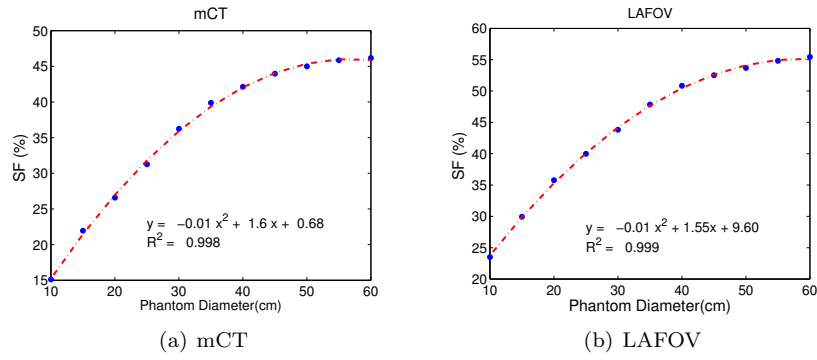 mCT
50
45
40
35
30
25
20
15
SF (%)
y = −0.01 x² + 1.6 x + 0.68
R² = 0.998
10 20 30 40 50 60
Phantom Diameter(cm)
(a) mCT
LAFOV
60
55
50
45
40
35
30
25
20
SF (%)
y = −0.01 x² + 1.55x + 9.60
R² = 0.999
10 20 30 40 50 60
Phantom Diameter(cm)
(b) LAFOV